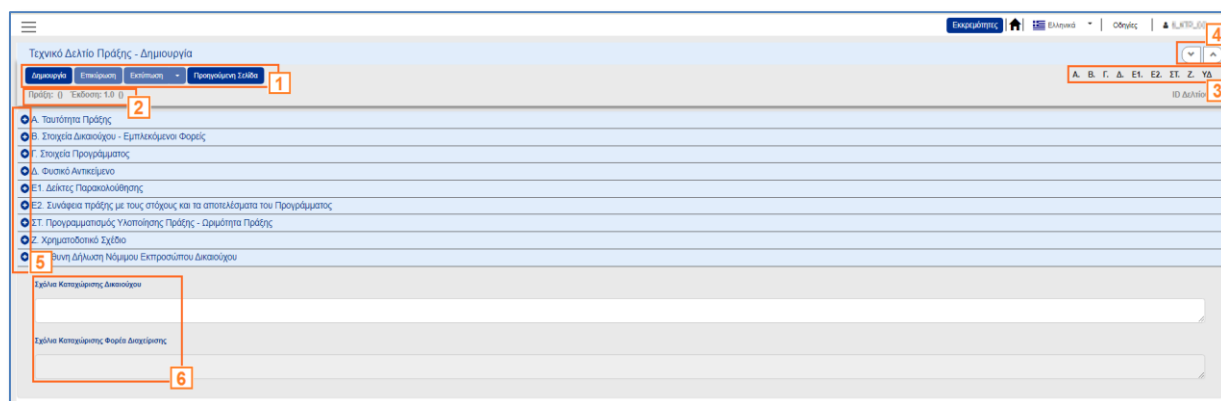 Εκκρεμότητες Ελληνικά Οδηγίες
4
Τεχνικό Δελτίο Πράξης - Δημιουργία
Δημιουργία Επικύρωση Εκτύπωση Προηγούμενη Σελίδα 1 Α. Β. Γ. Δ. Ε1. Ε2. ΣΤ. Ζ. ΥΔ
Πράξη: () Έκδοση: 1.0 () 2 ID Δελτίο 3
Α. Ταυτότητα Πράξης
Β. Στοιχεία Δικαιούχου - Εμπλεκόμενοι Φορείς
Γ. Στοιχεία Προγράμματος
Δ. Φυσικό Αντικείμενο
Ε1. Δείκτες Παρακολούθησης
Ε2. Συνάφεια πράξης με τους στόχους και τα αποτελέσματα του Προγράμματος
ΣΤ. Προγραμματισμός Υλοποίησης Πράξης - Ωριμότητα Πράξης
Ζ. Χρηματοδοτικό Σχέδιο
5 θυνη Δήλωση Νόμιμου Εκπροσώπου Δικαιούχου
Σχόλια Καταχώρισης Δικαιούχου
Σχόλια Καταχώρισης Φορέα Διαχείρισης
6